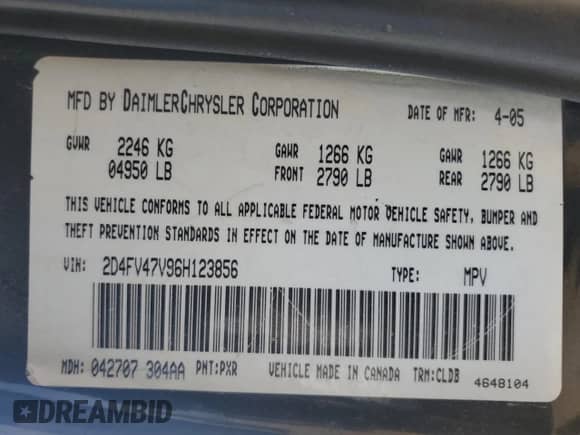 MFD BY DAIMLERCHRYSLER CORPORATION DATE OF MFR: 4-05
GVWR 2246 KG GAWR 1266 KG GAWR 1266 KG
04950 LB FRONT 2790 LB REAR 2790 LB
THIS VEHICLE CONFORMS TO ALL APPLICABLE FEDERAL MOTOR VEHICLE SAFETY, BUMPER AND
THEFT PREVENTION STANDARDS IN EFFECT ON THE DATE OF MANUFACTURE SHOWN ABOVE.
VIN: 2D4FV47V96H123856 TYPE: MPV
MDH: 042707 304AA PNT:PXR VEHICLE MADE IN CANADA TRM:CLDB
4648104
DREAMBID